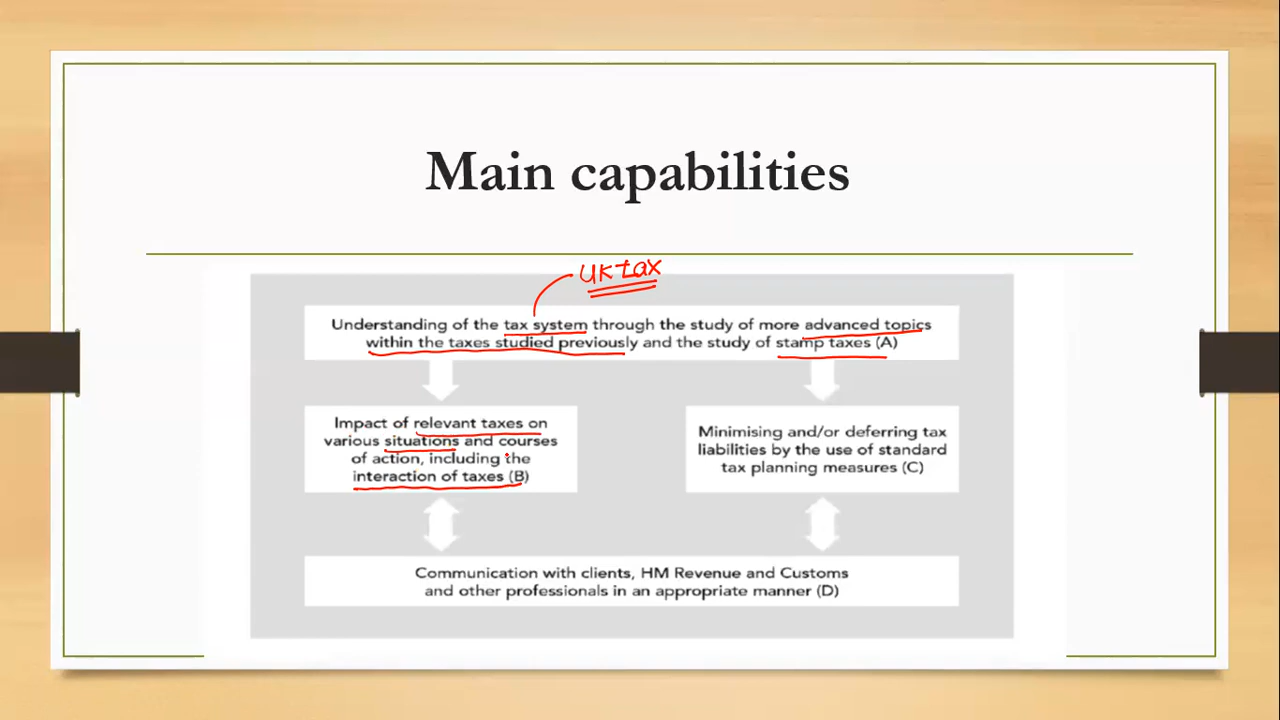 Main capabilities
UK tax
Understanding of the tax system through the study of more advanced topics
within the taxes studied previously and the study of stamp taxes (A)
Impact of relevant taxes on
various situations and courses
of action, including the
interaction of taxes (B)
Minimising and/or deferring tax
liabilities by the use of standard
tax planning measures (C)
Communication with clients, HM Revenue and Customs
and other professionals in an appropriate manner (D)